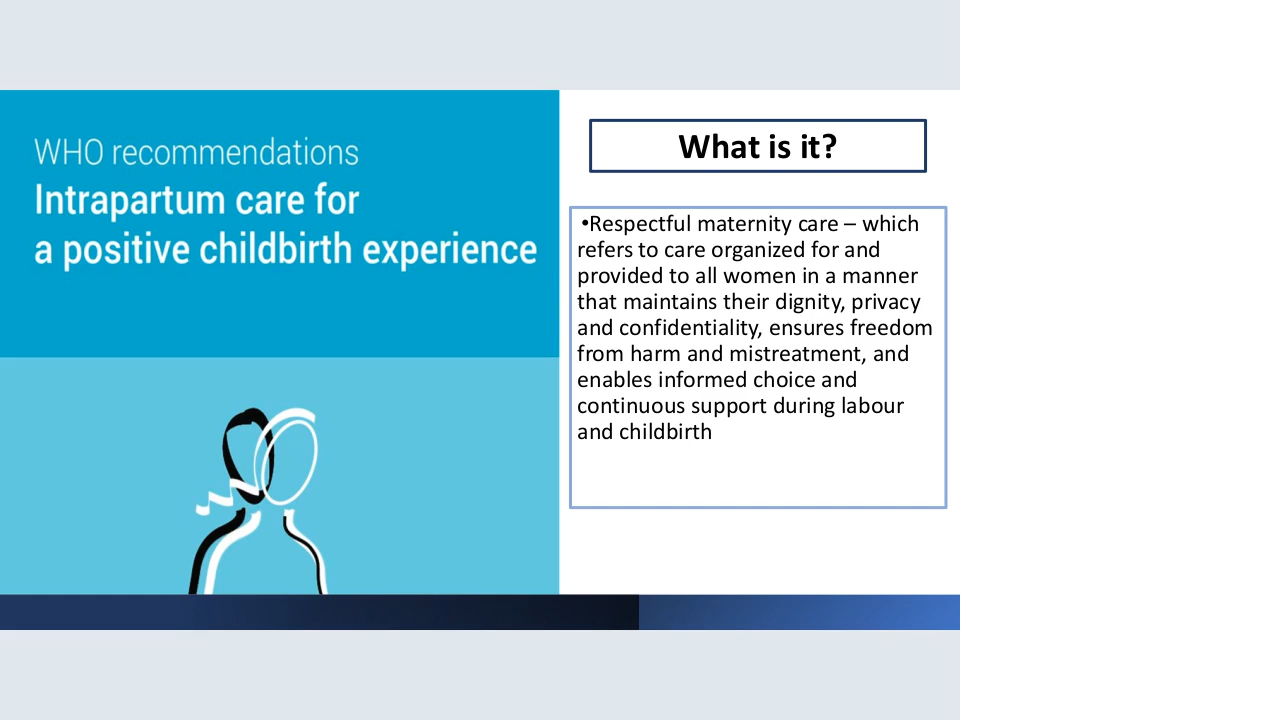 WHO recommendations
Intrapartum care for
a positive childbirth experience
What is it?
•Respectful maternity care – which
refers to care organized for and
provided to all women in a manner
that maintains their dignity, privacy
and confidentiality, ensures freedom
from harm and mistreatment, and
enables informed choice and
continuous support during labour
and childbirth